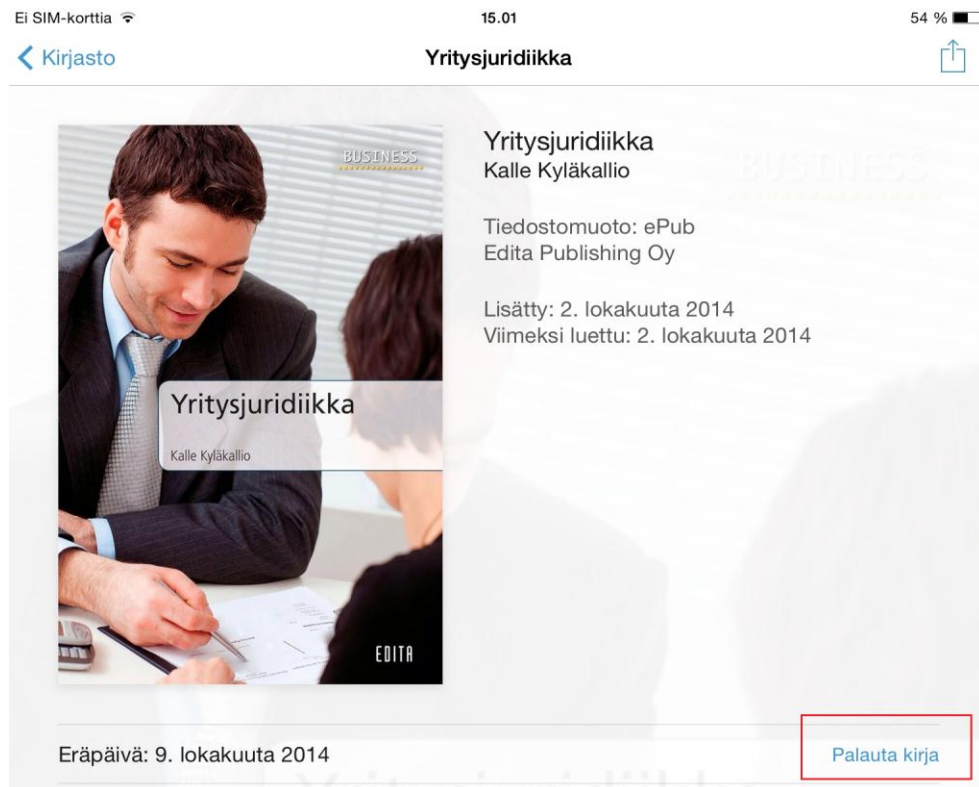 Ei SIM-korttia
15.01
54 %
Kirjasto
Yritysjuridiikka
BUSINESS
Yritysjuridiikka
Kalle Kyläkallio
EDITA
Yritysjuridiikka
Kalle Kyläkallio
BUSINESS
Tiedostomuoto: ePub
Edita Publishing Oy
Lisätty: 2. lokakuuta 2014
Viimeksi luettu: 2. lokakuuta 2014
Eräpäivä: 9. lokakuuta 2014
Palauta kirja